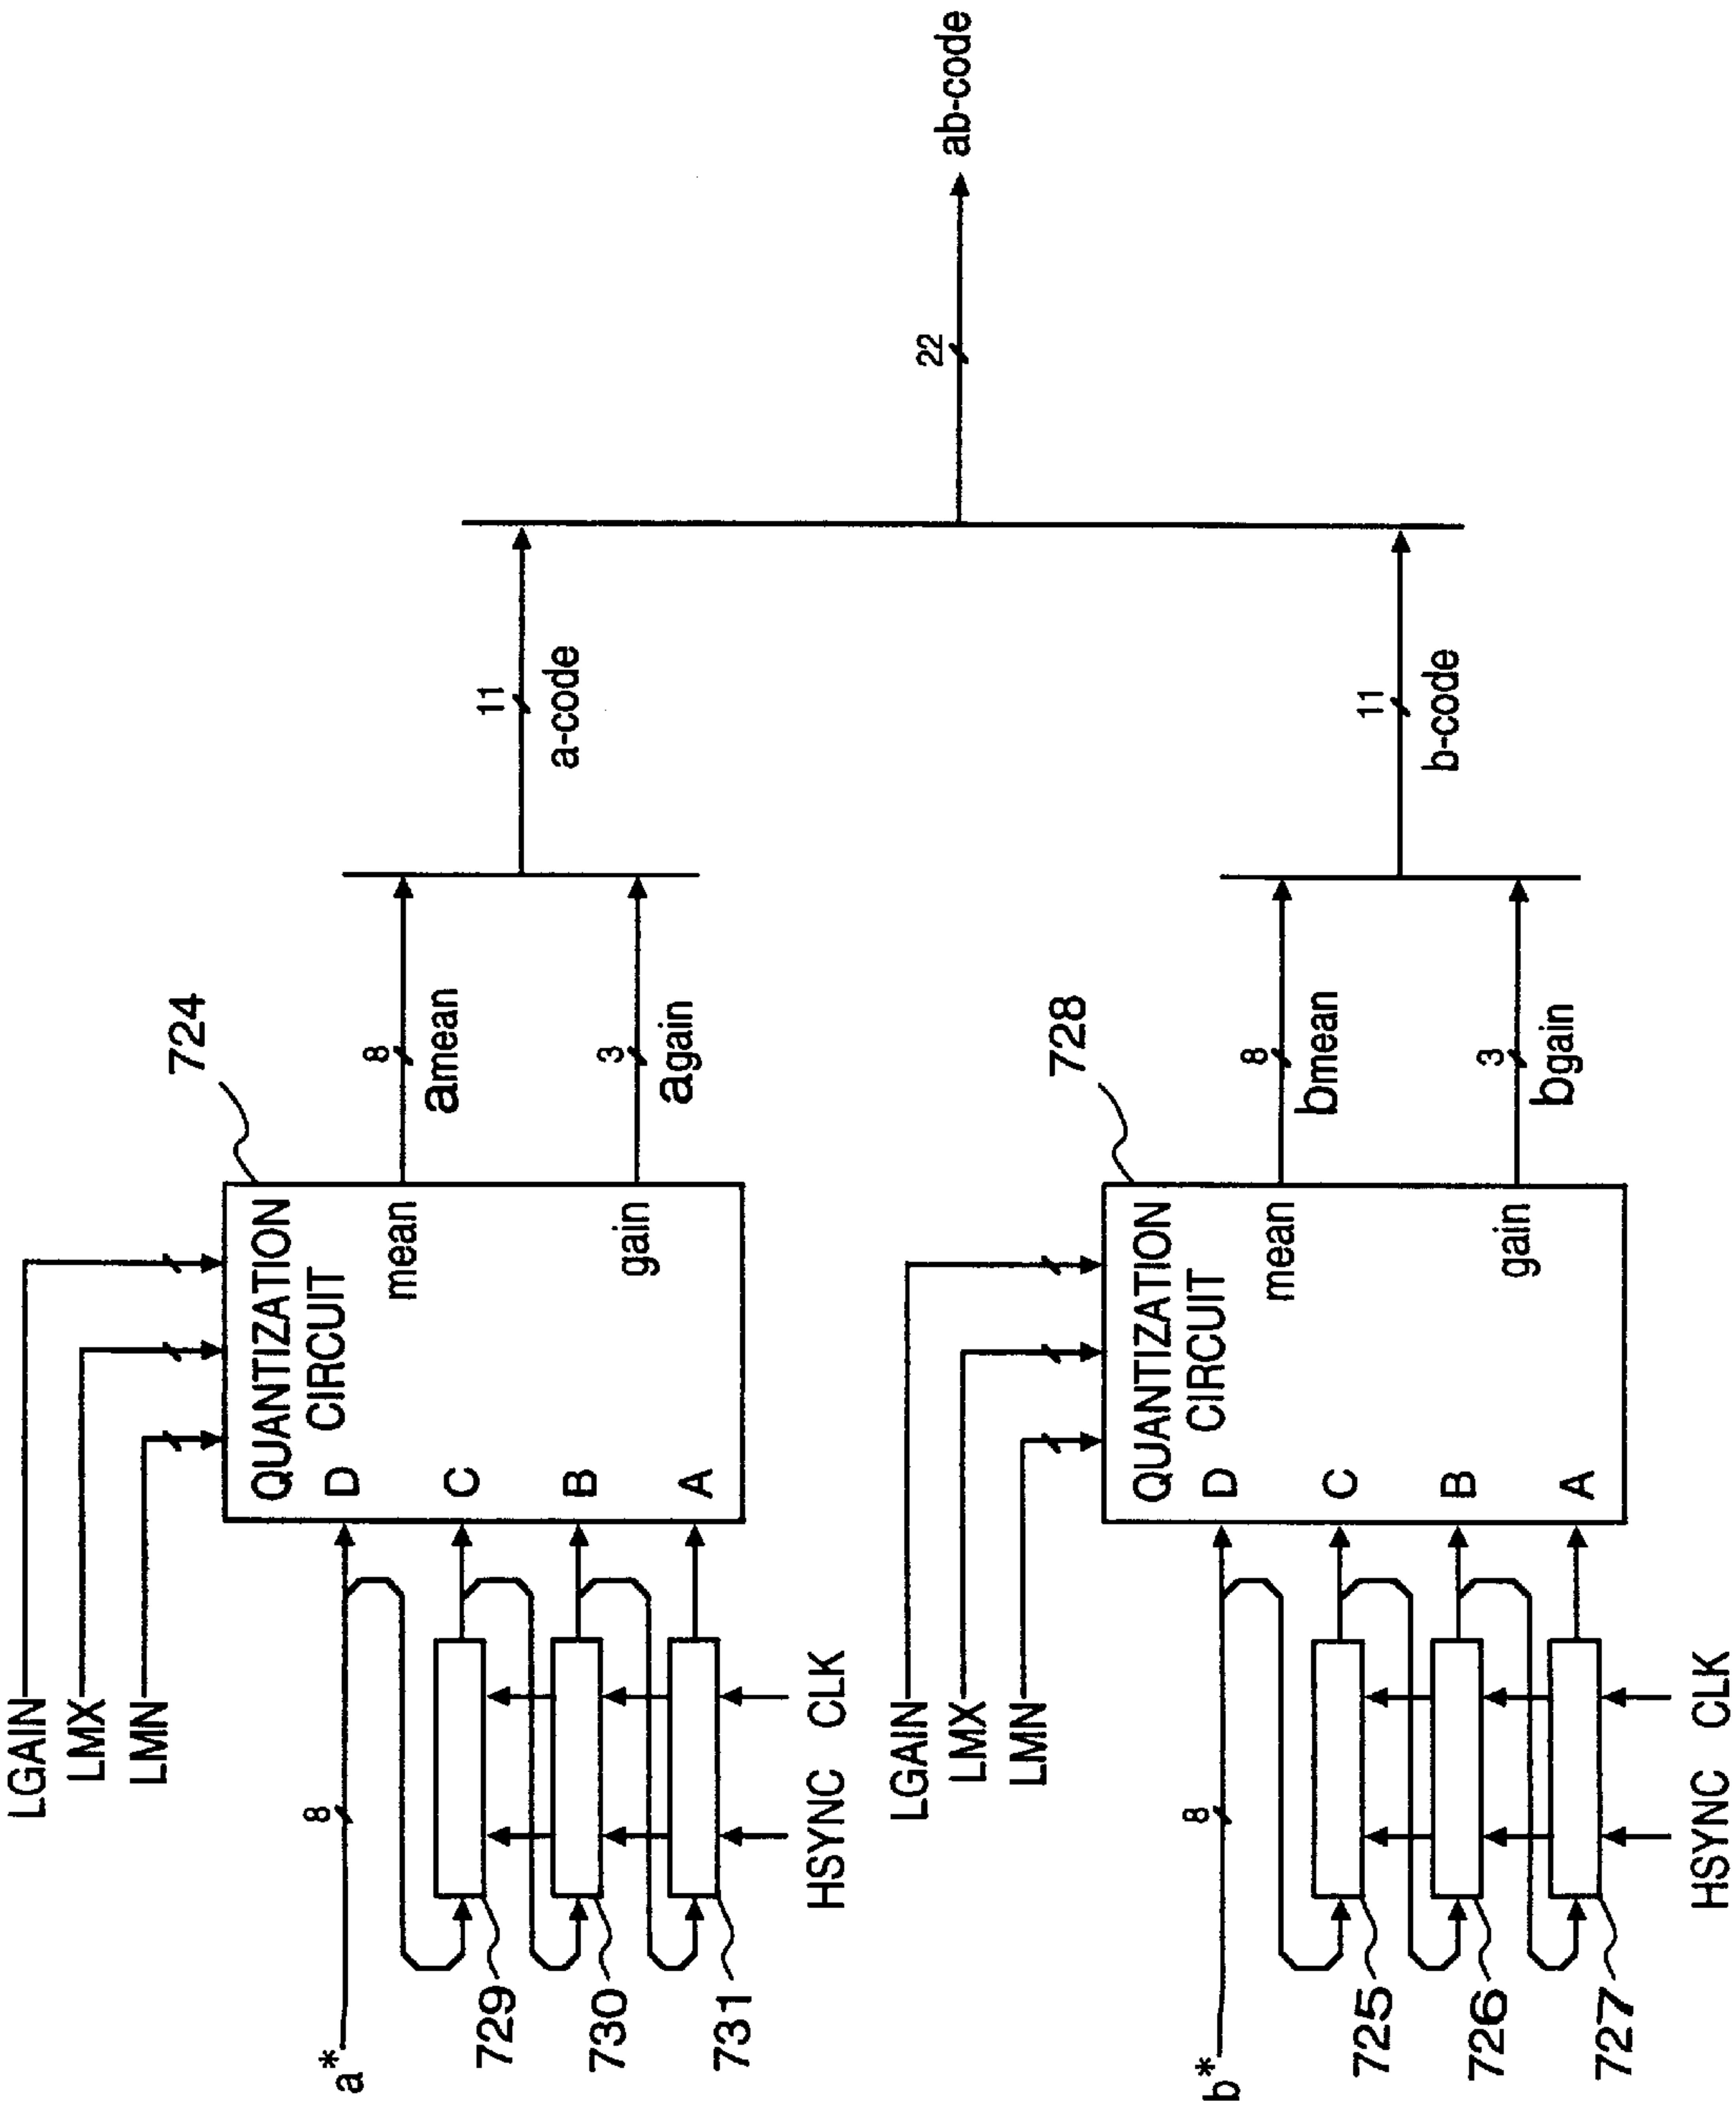 LGAIN
LMX
LMN
724
QUANTIZATION
CIRCUIT
D
C
B
A
mean
gain
a*
8
729
730
731
HSYNC CLK
8
amean
3
again
11
a-code
22
ab-code
LGAIN
LMX
LMN
728
QUANTIZATION
CIRCUIT
D
C
B
A
mean
gain
b*
8
725
726
727
HSYNC CLK
8
bmean
3
bgain
11
b-code